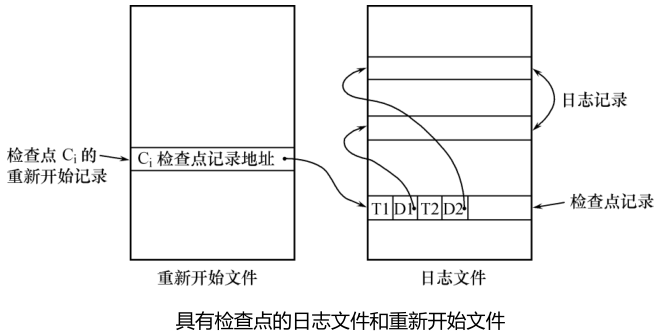 日志记录
检查点 Ci 的
重新开始记录
Ci 检查点记录地址
T1 D1 T2 D2
检查点记录
重新开始文件
日志文件
具有检查点的日志文件和重新开始文件